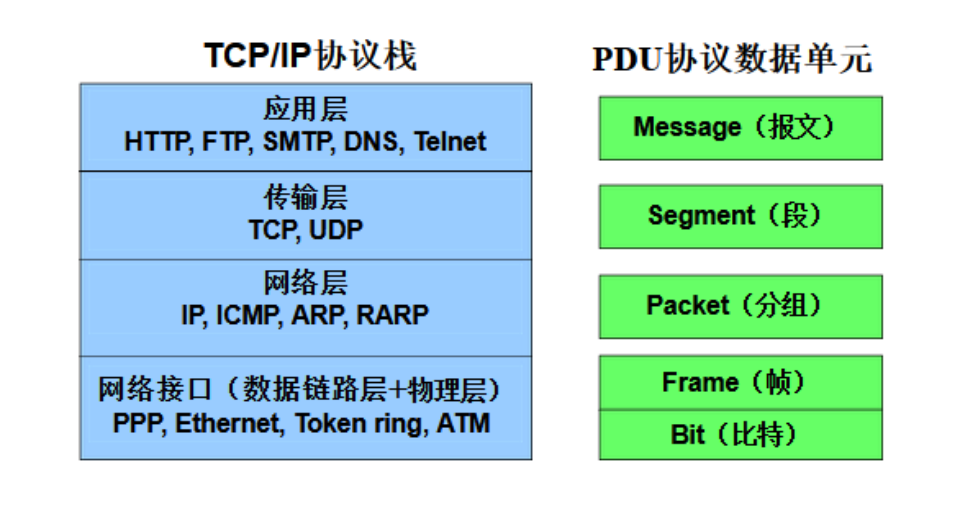 TCP/IP协议栈
PDU协议数据单元
应用层
HTTP, FTP, SMTP, DNS, Telnet
Message（报文）
传输层
TCP, UDP
Segment（段）
网络层
IP, ICMP, ARP, RARP
Packet（分组）
网络接口（数据链路层+物理层）
PPP, Ethernet, Token ring, ATM
Frame（帧）
Bit（比特）